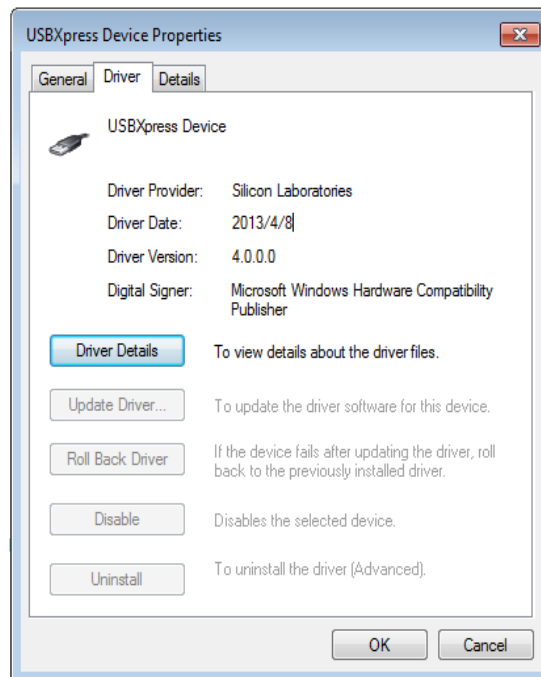 USBXpress Device Properties
General Driver Details
USBXpress Device
Driver Provider: Silicon Laboratories
Driver Date: 2013/4/8
Driver Version: 4.0.0.0
Digital Signer: Microsoft Windows Hardware Compatibility
Publisher
Driver Details To view details about the driver files.
Update Driver... To update the driver software for this device.
Roll Back Driver If the device fails after updating the driver, roll
back to the previously installed driver.
Disable Disables the selected device.
Uninstall To uninstall the driver (Advanced).
OK Cancel